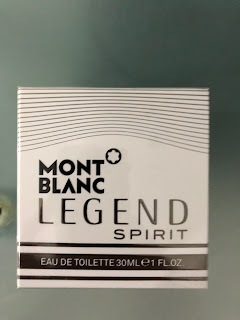 MONT
BLANC
LEGEND
SPIRIT
EAU DE TOILETTE 30ML ℮ 1 FL.OZ.